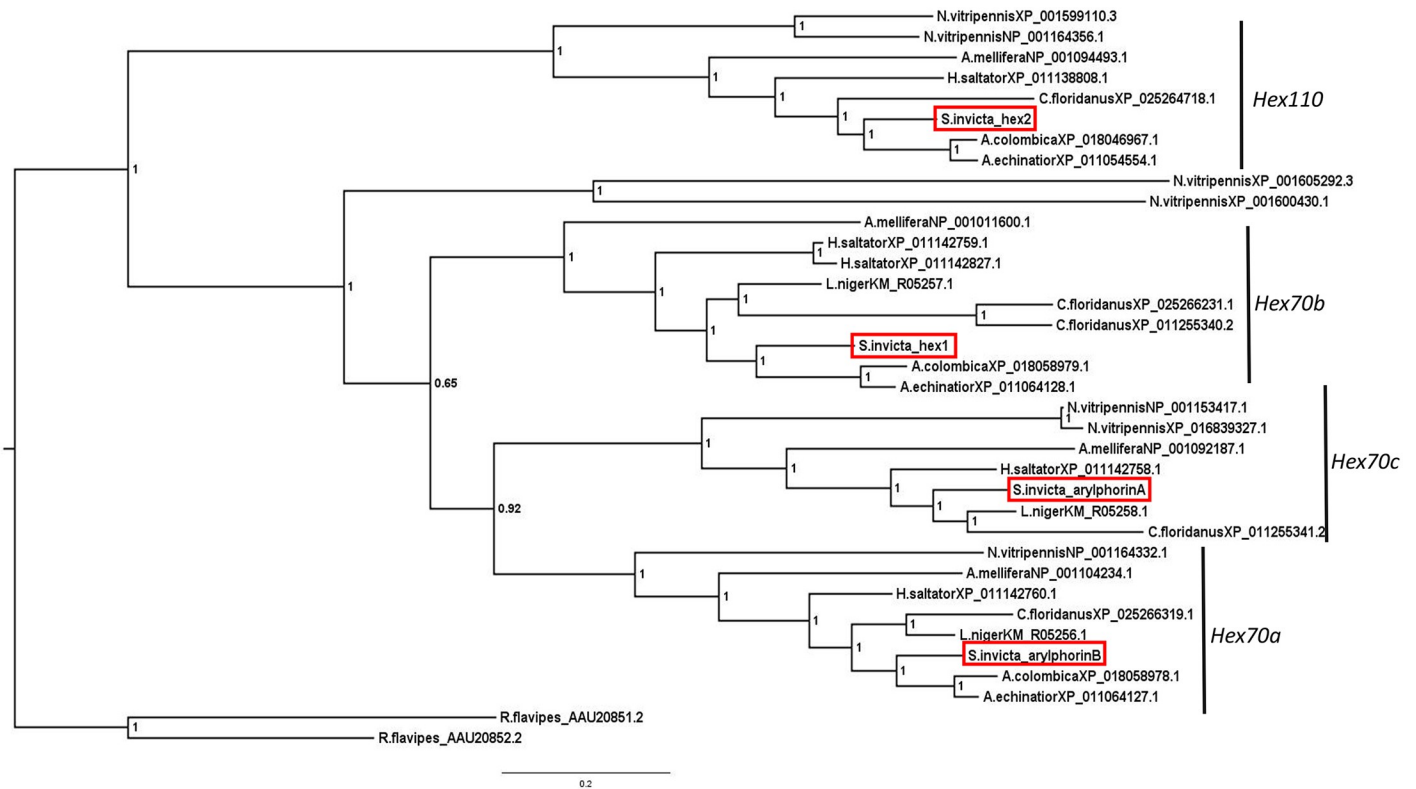 N.vitripennisXP_001599110.3
1
N.vitripennisNP_001164356.1
1
A.melliferaNP_001094493.1
1
H.saltatorXP_011138808.1
1
C.floridanusXP_025264718.1
Hex110
1
S.invicta_hex2
1
A.colombicaXP_018046967.1
1
A.echinatiorXP_011054554.1
1
N.vitripennisXP_001605292.3
1
N.vitripennisXP_001600430.1
A.melliferaNP_001011600.1
H.saltatorXP_011142759.1
1
1
H.saltatorXP_011142827.1
1
L.nigerKM_R05257.1
1
1
C.floridanusXP_025266231.1
Hex70b
1
C.floridanusXP_011255340.2
1
S.invicta_hex1
1
A.colombicaXP_018058979.1
1
A.echinatiorXP_011064128.1
0.65
N.vitripennisNP_001153417.1
1
N.vitripennisXP_016839327.1
1
A.melliferaNP_001092187.1
Hex70c
1
H.saltatorXP_011142758.1
1
S.invicta_arylphorinA
1
L.nigerKM_R05258.1
0.92
1
C.floridanusXP_011255341.2
N.vitripennisNP_001164332.1
1
A.melliferaNP_001104234.1
1
H.saltatorXP_011142760.1
C.floridanusXP_025266319.1
1
1
L.nigerKM_R05256.1
Hex70a
1
S.invicta_arylphorinB
1
A.colombicaXP_018058978.1
1
A.echinatiorXP_011064127.1
R.flavipes_AAU20851.2
1
R.flavipes_AAU20852.2
0.2